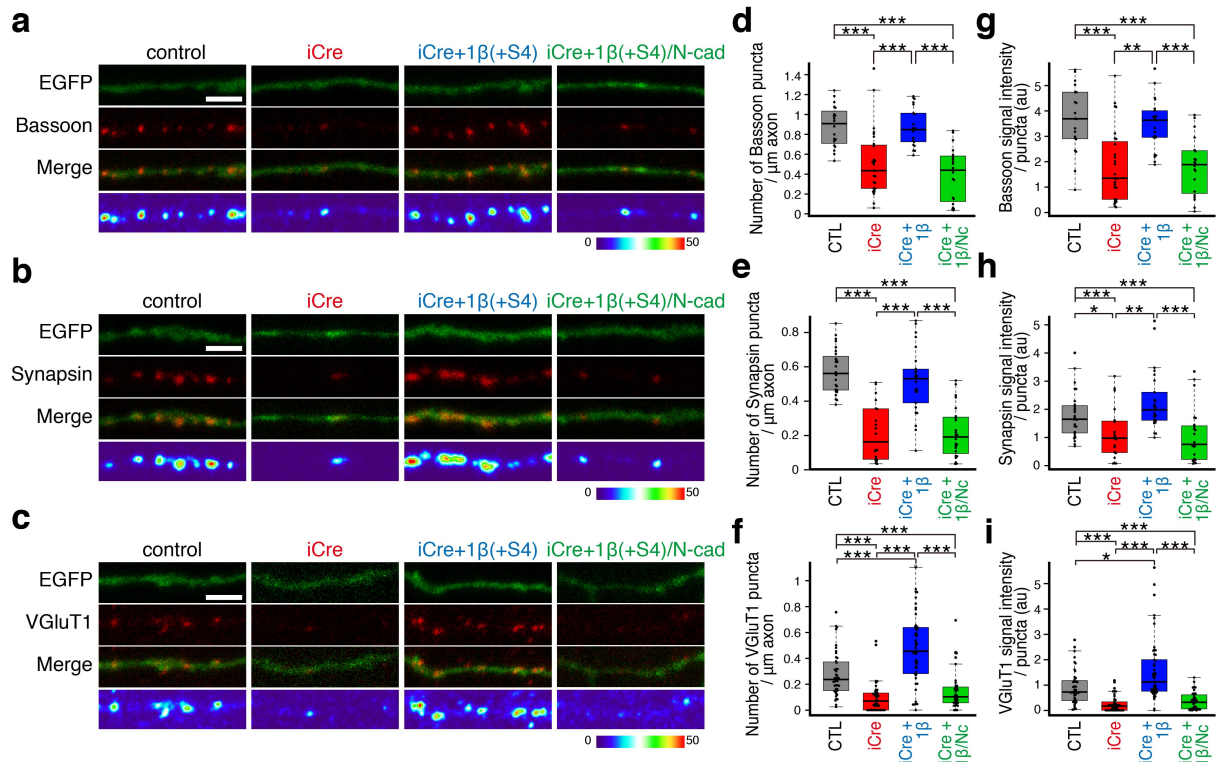 a
control iCre iCre+1β(+S4) iCre+1β(+S4)/N-cad
EGFP
Bassoon
Merge
0 50
b
control iCre iCre+1β(+S4) iCre+1β(+S4)/N-cad
EGFP
Synapsin
Merge
0 50
c
control iCre iCre+1β(+S4) iCre+1β(+S4)/N-cad
EGFP
VGluT1
Merge
0 50
d
***
***
*** ***
Number of Bassoon puncta
/ μm axon
1.4
1.2
1
0.8
0.6
0.4
0.2
0
CTL
iCre
iCre +
1β
iCre +
1β/Nc
e
***
***
*** ***
Number of Synapsin puncta
/ μm axon
0.8
0.6
0.4
0.2
0
CTL
iCre
iCre +
1β
iCre +
1β/Nc
f
***
***
*** *** ***
Number of VGluT1 puncta
/ μm axon
1
0.8
0.6
0.4
0.2
0
CTL
iCre
iCre +
1β
iCre +
1β/Nc
g
***
***
** ***
Bassoon signal intensity
/ puncta (au)
5
4
3
2
1
0
CTL
iCre
iCre +
1β
iCre +
1β/Nc
h
***
***
* ** ***
Synapsin signal intensity
/ puncta (au)
5
4
3
2
1
0
CTL
iCre
iCre +
1β
iCre +
1β/Nc
i
***
***
*** ***
*
VGluT1 signal intensity
/ puncta (au)
5
4
3
2
1
0
CTL
iCre
iCre +
1β
iCre +
1β/Nc